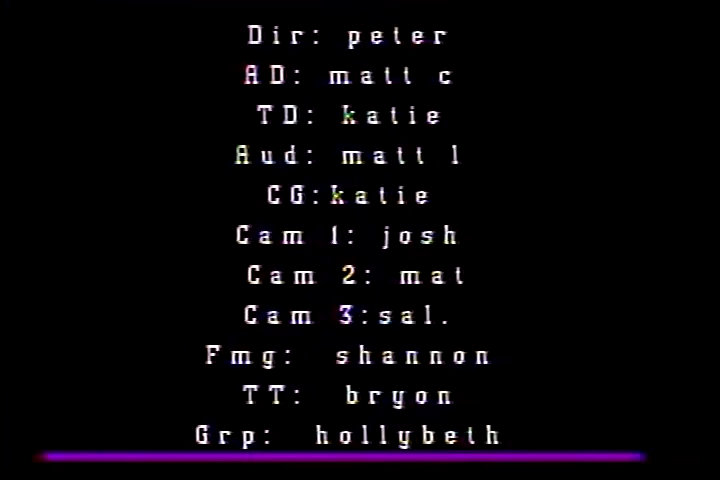 Dir: peter
AD: matt c
TD: katie
Aud: matt l
CG:katie
Cam 1: josh
Cam 2: mat
Cam 3:sal.
Fmg: shannon
TT: bryon
Grp: hollybeth